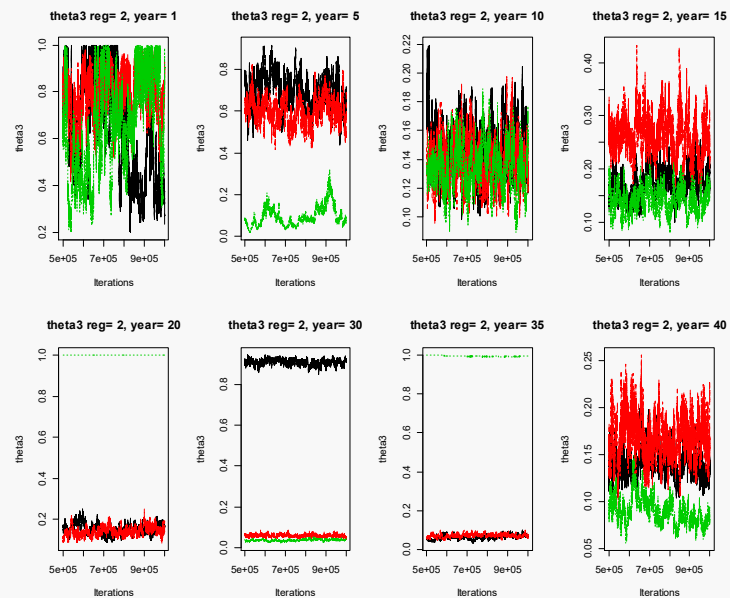 theta3 reg= 2, year= 1
theta3
0.2 0.4 0.6 0.8 1.0
5e+05 7e+05 9e+05
Iterations
theta3 reg= 2, year= 5
theta3
0.0 0.2 0.4 0.6 0.8
5e+05 7e+05 9e+05
Iterations
theta3 reg= 2, year= 10
theta3
0.10 0.12 0.14 0.16 0.18 0.20 0.22
5e+05 7e+05 9e+05
Iterations
theta3 reg= 2, year= 15
theta3
0.10 0.20 0.30 0.40
5e+05 7e+05 9e+05
Iterations
theta3 reg= 2, year= 20
theta3
0.2 0.4 0.6 0.8 1.0
5e+05 7e+05 9e+05
Iterations
theta3 reg= 2, year= 30
theta3
0.0 0.2 0.4 0.6 0.8
5e+05 7e+05 9e+05
Iterations
theta3 reg= 2, year= 35
theta3
0.0 0.2 0.4 0.6 0.8 1.0
5e+05 7e+05 9e+05
Iterations
theta3 reg= 2, year= 40
theta3
0.05 0.10 0.15 0.20 0.25
5e+05 7e+05 9e+05
Iterations